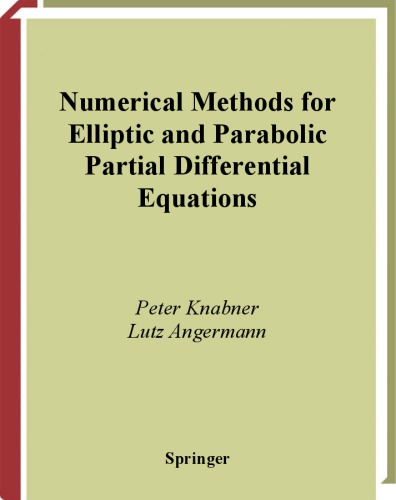 Numerical Methods for
Elliptic and Parabolic
Partial Differential
Equations
Peter Knabner
Lutz Angermann
Springer